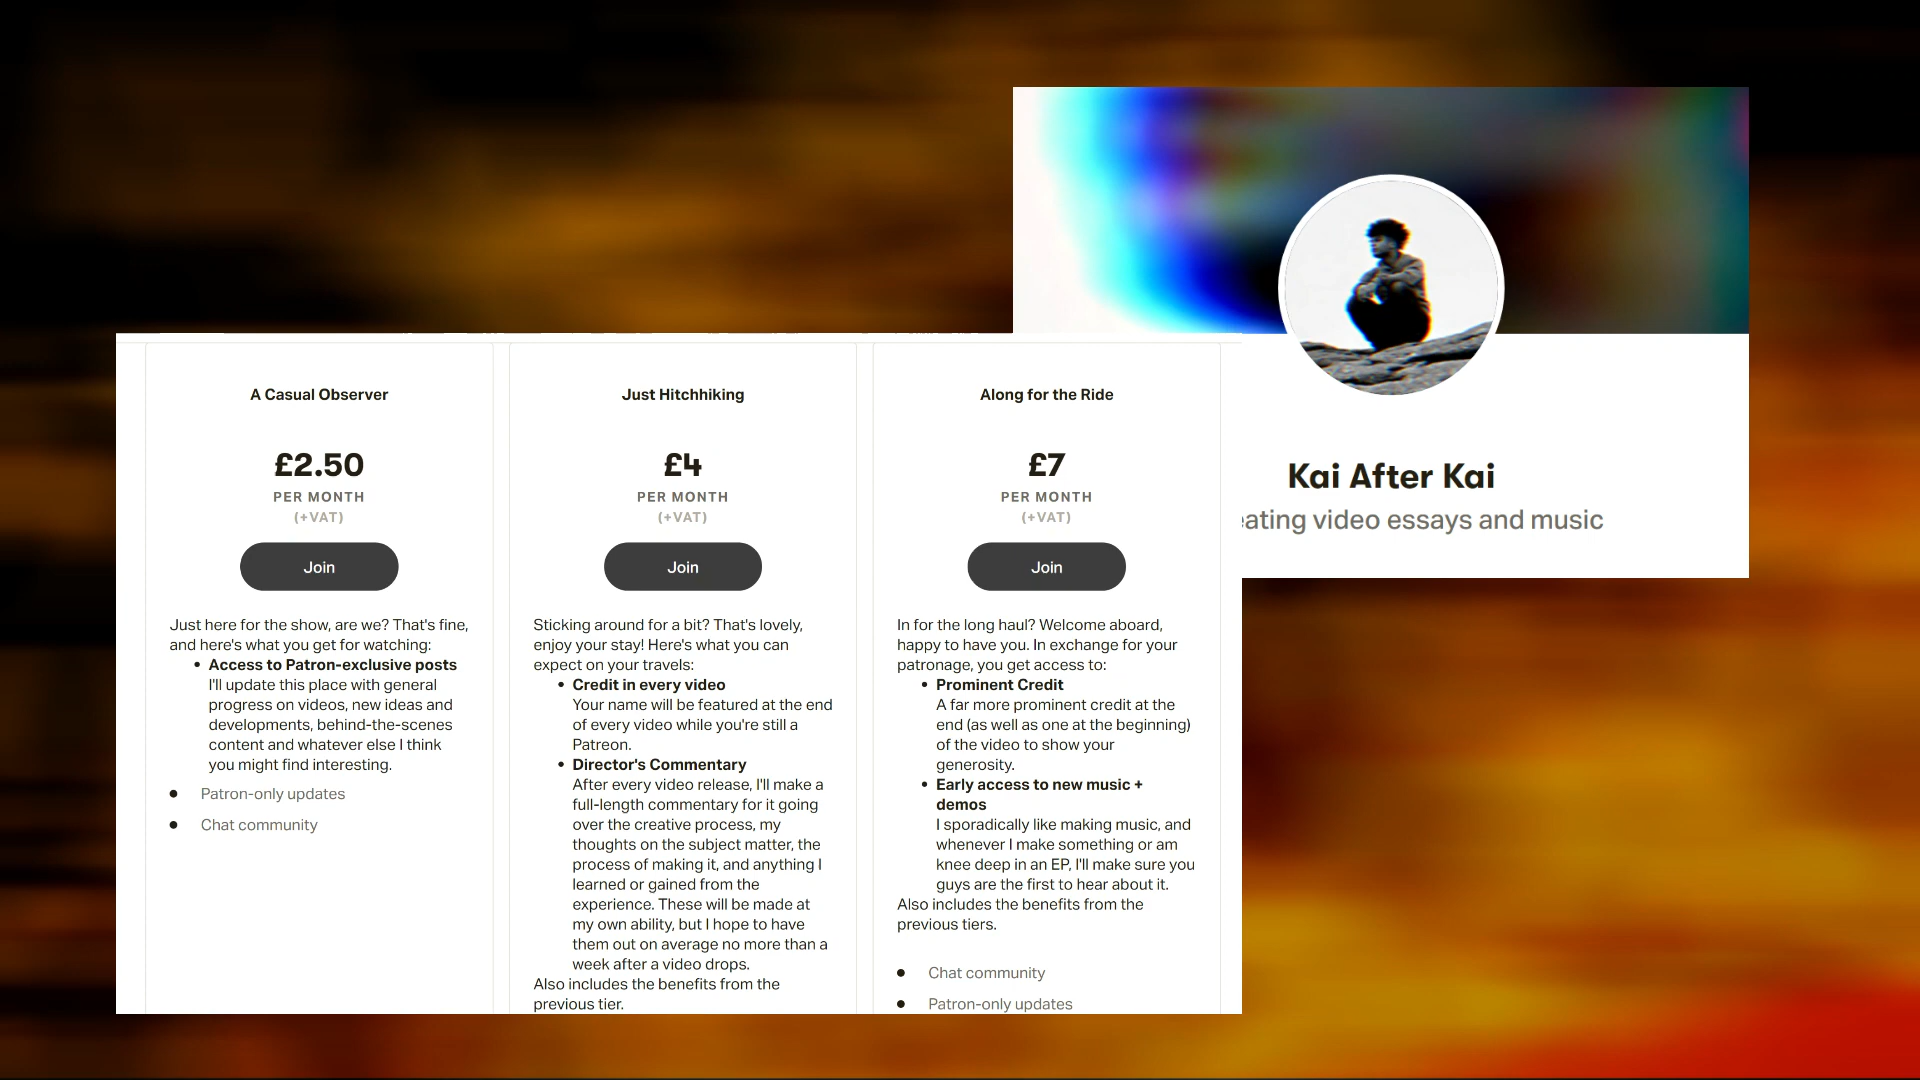 A Casual Observer
£2.50
PER MONTH
(+VAT)
Join
Just here for the show, are we? That's fine,
and here's what you get for watching:
• Access to Patron-exclusive posts
I'll update this place with general
progress on videos, new ideas and
developments, behind-the-scenes
content and whatever else I think
you might find interesting.
• Patron-only updates
• Chat community
Just Hitchhiking
£4
PER MONTH
(+VAT)
Join
Sticking around for a bit? That's lovely,
enjoy your stay! Here's what you can
expect on your travels:
• Credit in every video
Your name will be featured at the end
of every video while you're still a
Patreon.
• Director's Commentary
After every video release, I'll make a
full-length commentary for it going
over the creative process, my
thoughts on the subject matter, the
process of making it, and anything I
learned or gained from the
experience. These will be made at
my own ability, but I hope to have
them out on average no more than a
week after a video drops.
Also includes the benefits from the
previous tier.
Along for the Ride
£7
PER MONTH
(+VAT)
Join
In for the long haul? Welcome aboard,
happy to have you. In exchange for your
patronage, you get access to:
• Prominent Credit
A far more prominent credit at the
end (as well as one at the beginning)
of the video to show your
generosity.
• Early access to new music +
demos
I sporadically like making music, and
whenever I make something or am
knee deep in an EP, I'll make sure you
guys are the first to hear about it.
Also includes the benefits from the
previous tiers.
• Chat community
• Patron-only updates
Kai After Kai
eating video essays and music